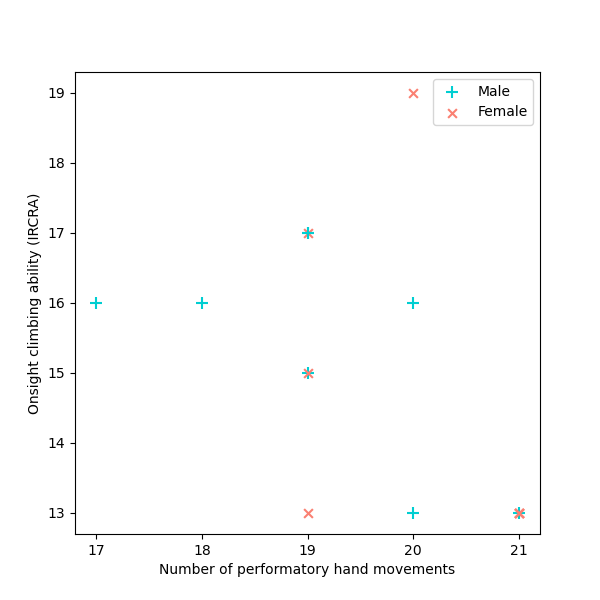 Male
Female
19
18
17
16
15
14
13
Onsight climbing ability (IRCRA)
17 18 19 20 21
Number of performatory hand movements